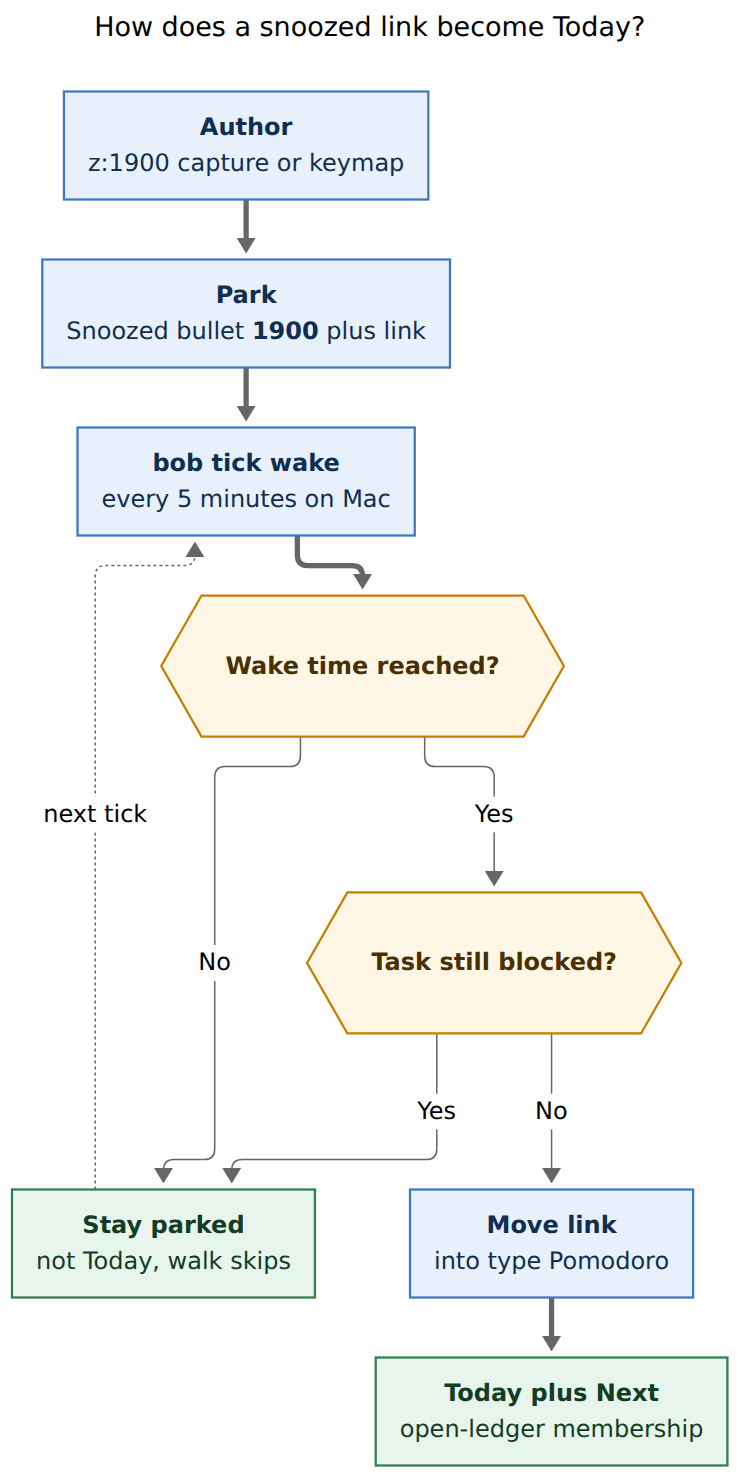 How does a snoozed link become Today?
Author
z:1900 capture or keymap
Park
Snoozed bullet 1900 plus link
bob tick wake
every 5 minutes on Mac
Wake time reached?
next tick
Yes
No
Task still blocked?
Yes
No
Stay parked
not Today, walk skips
Move link
into type Pomodoro
Today plus Next
open-ledger membership